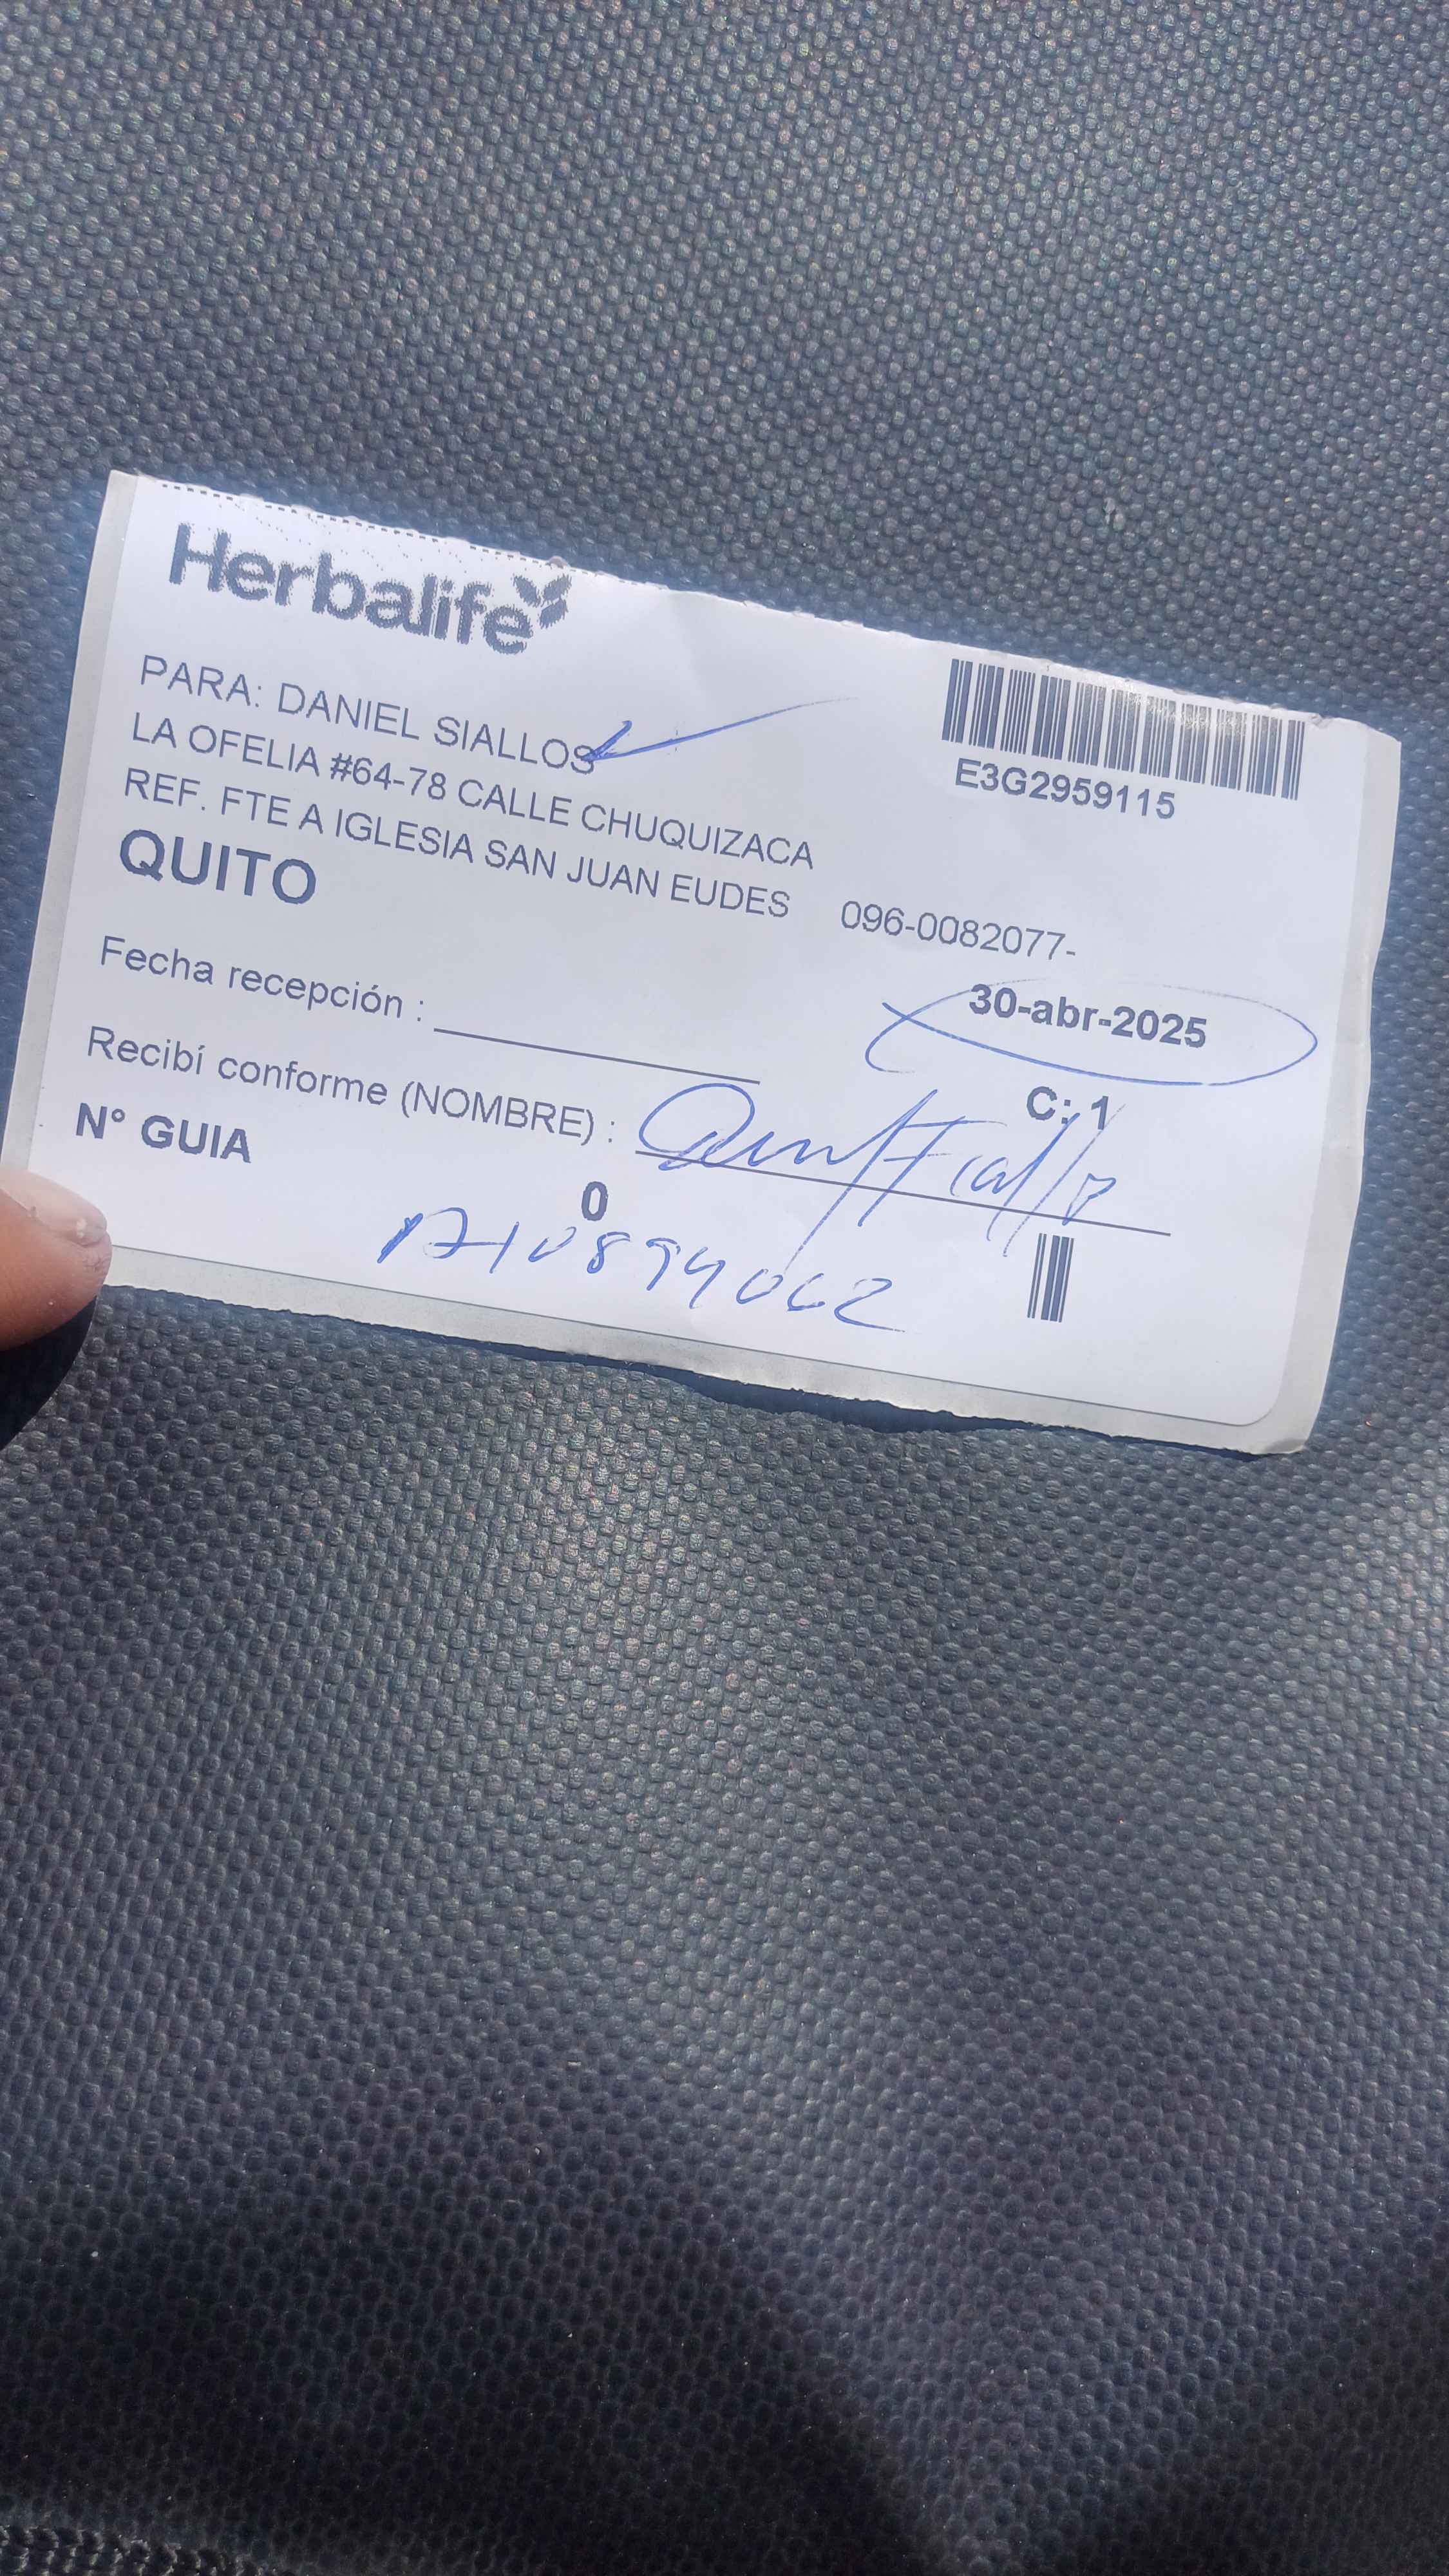 Herbalife
E3G2959115
PARA: DANIEL SIALLOS
LA OFELIA #64-78 CALLE CHUQUIZACA
REF. FTE A IGLESIA SAN JUAN EUDES 096-0082077-
QUITO
30-abr-2025
Fecha recepción :
C: 1
Recibí conforme (NOMBRE) :
N° GUIA
0